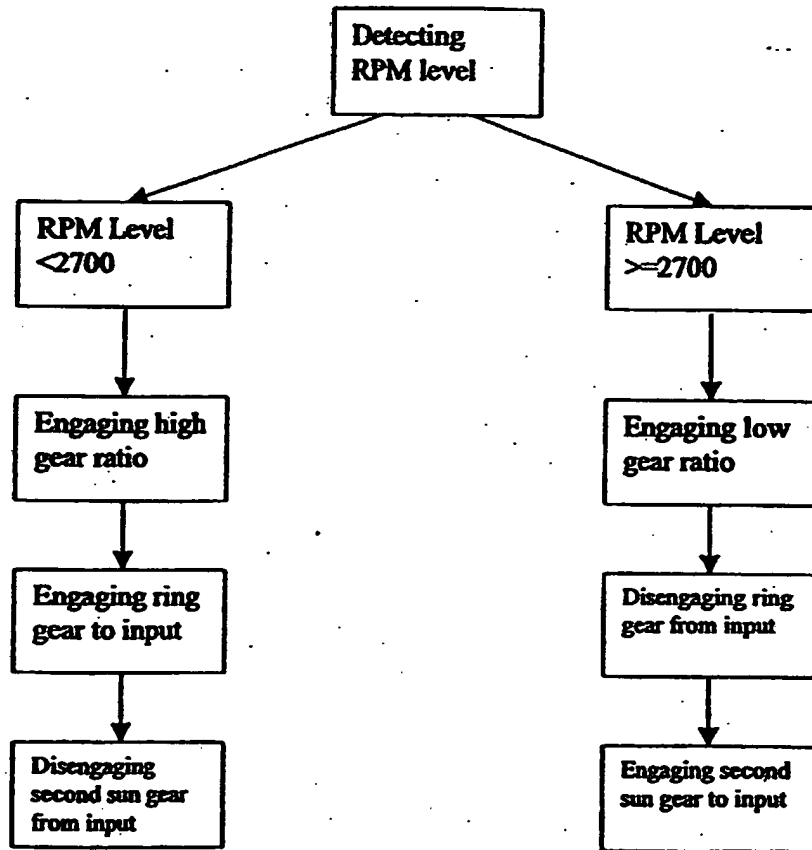 Detecting
RPM level
RPM Level
<2700
RPM Level
>=2700
Engaging high
gear ratio
Engaging low
gear ratio
Engaging ring
gear to input
Disengaging ring
gear from input
Disengaging
second sun gear
from input
Engaging second
sun gear to input